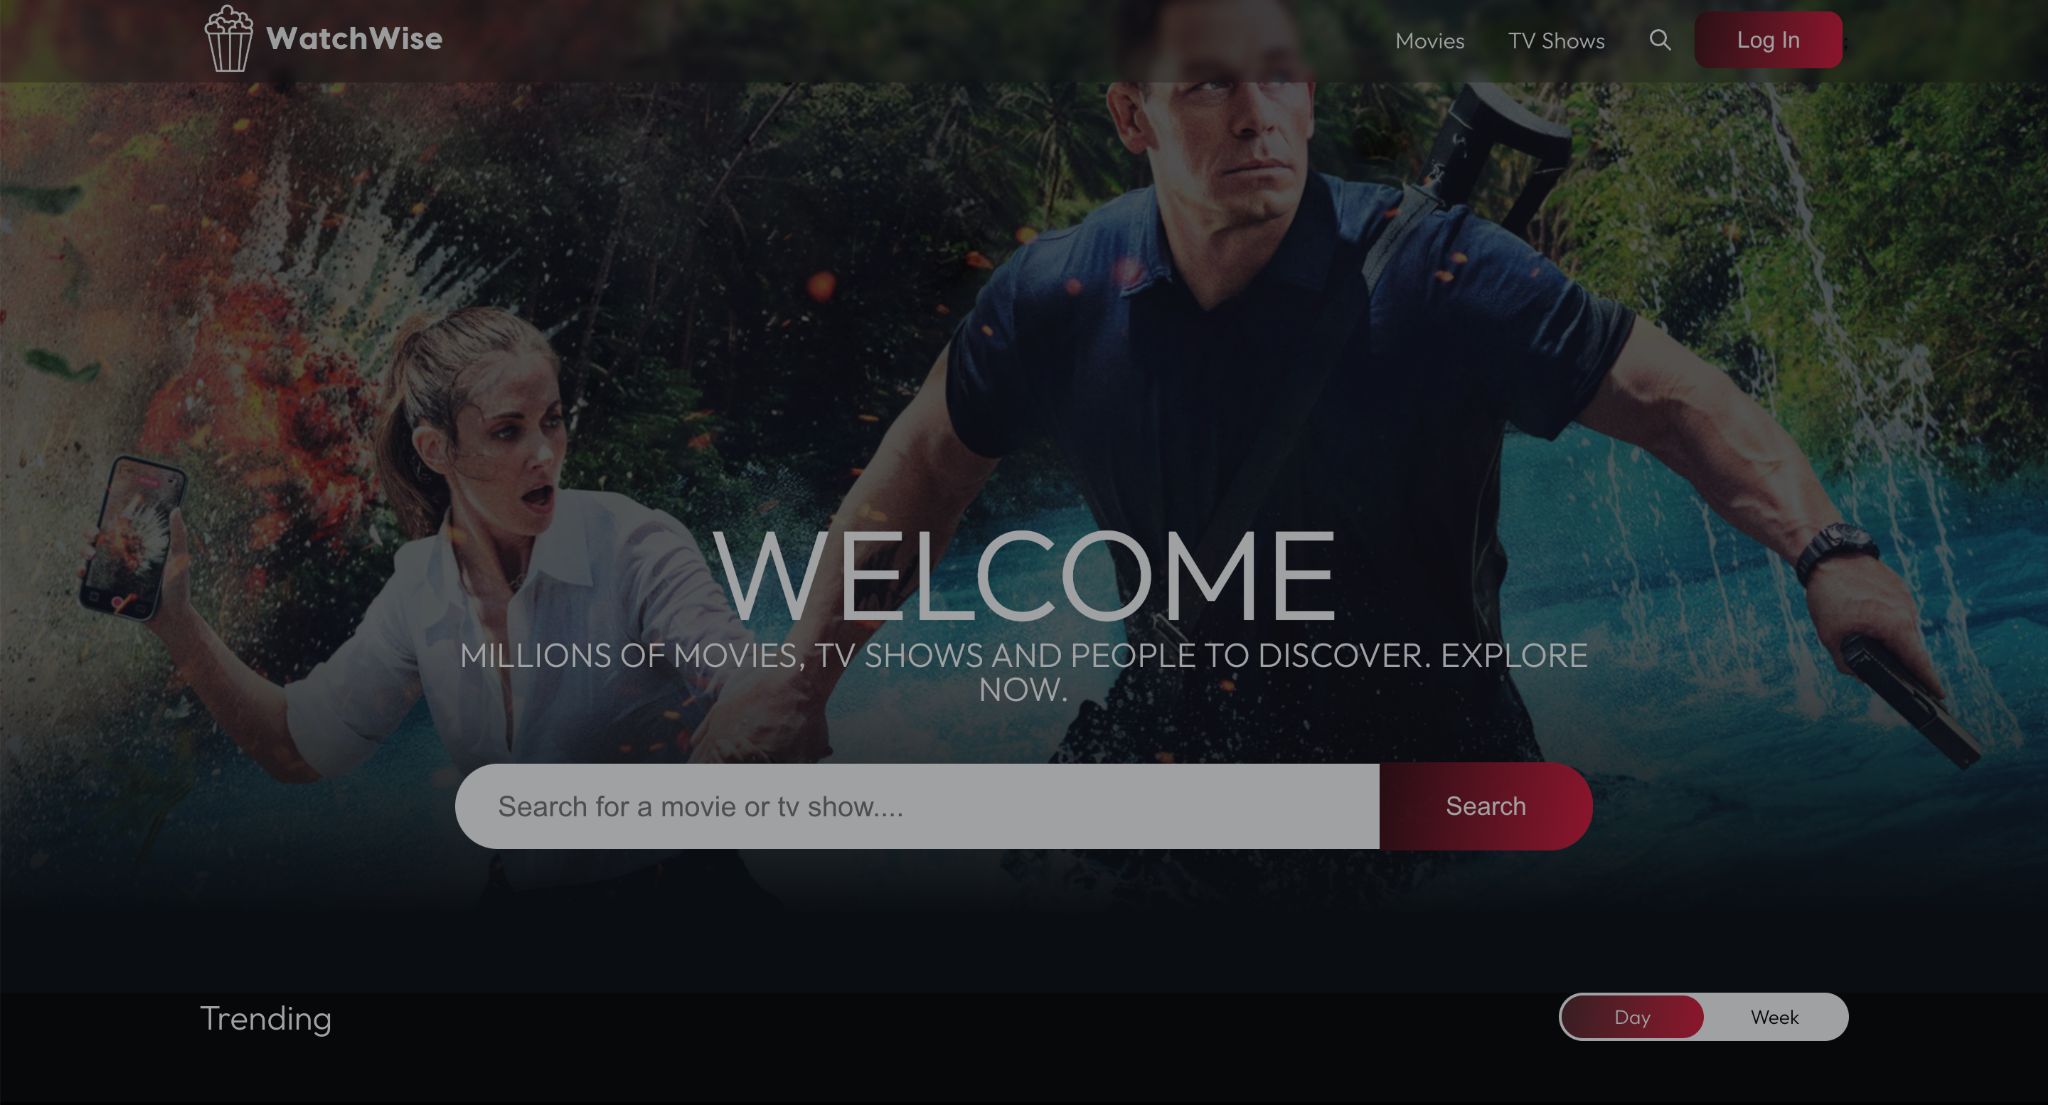 WatchWise
Movies
TV Shows
Log In
WELCOME
MILLIONS OF MOVIES, TV SHOWS AND PEOPLE TO DISCOVER. EXPLORE
NOW.
Search for a movie or tv show....
Search
Trending
Day
Week